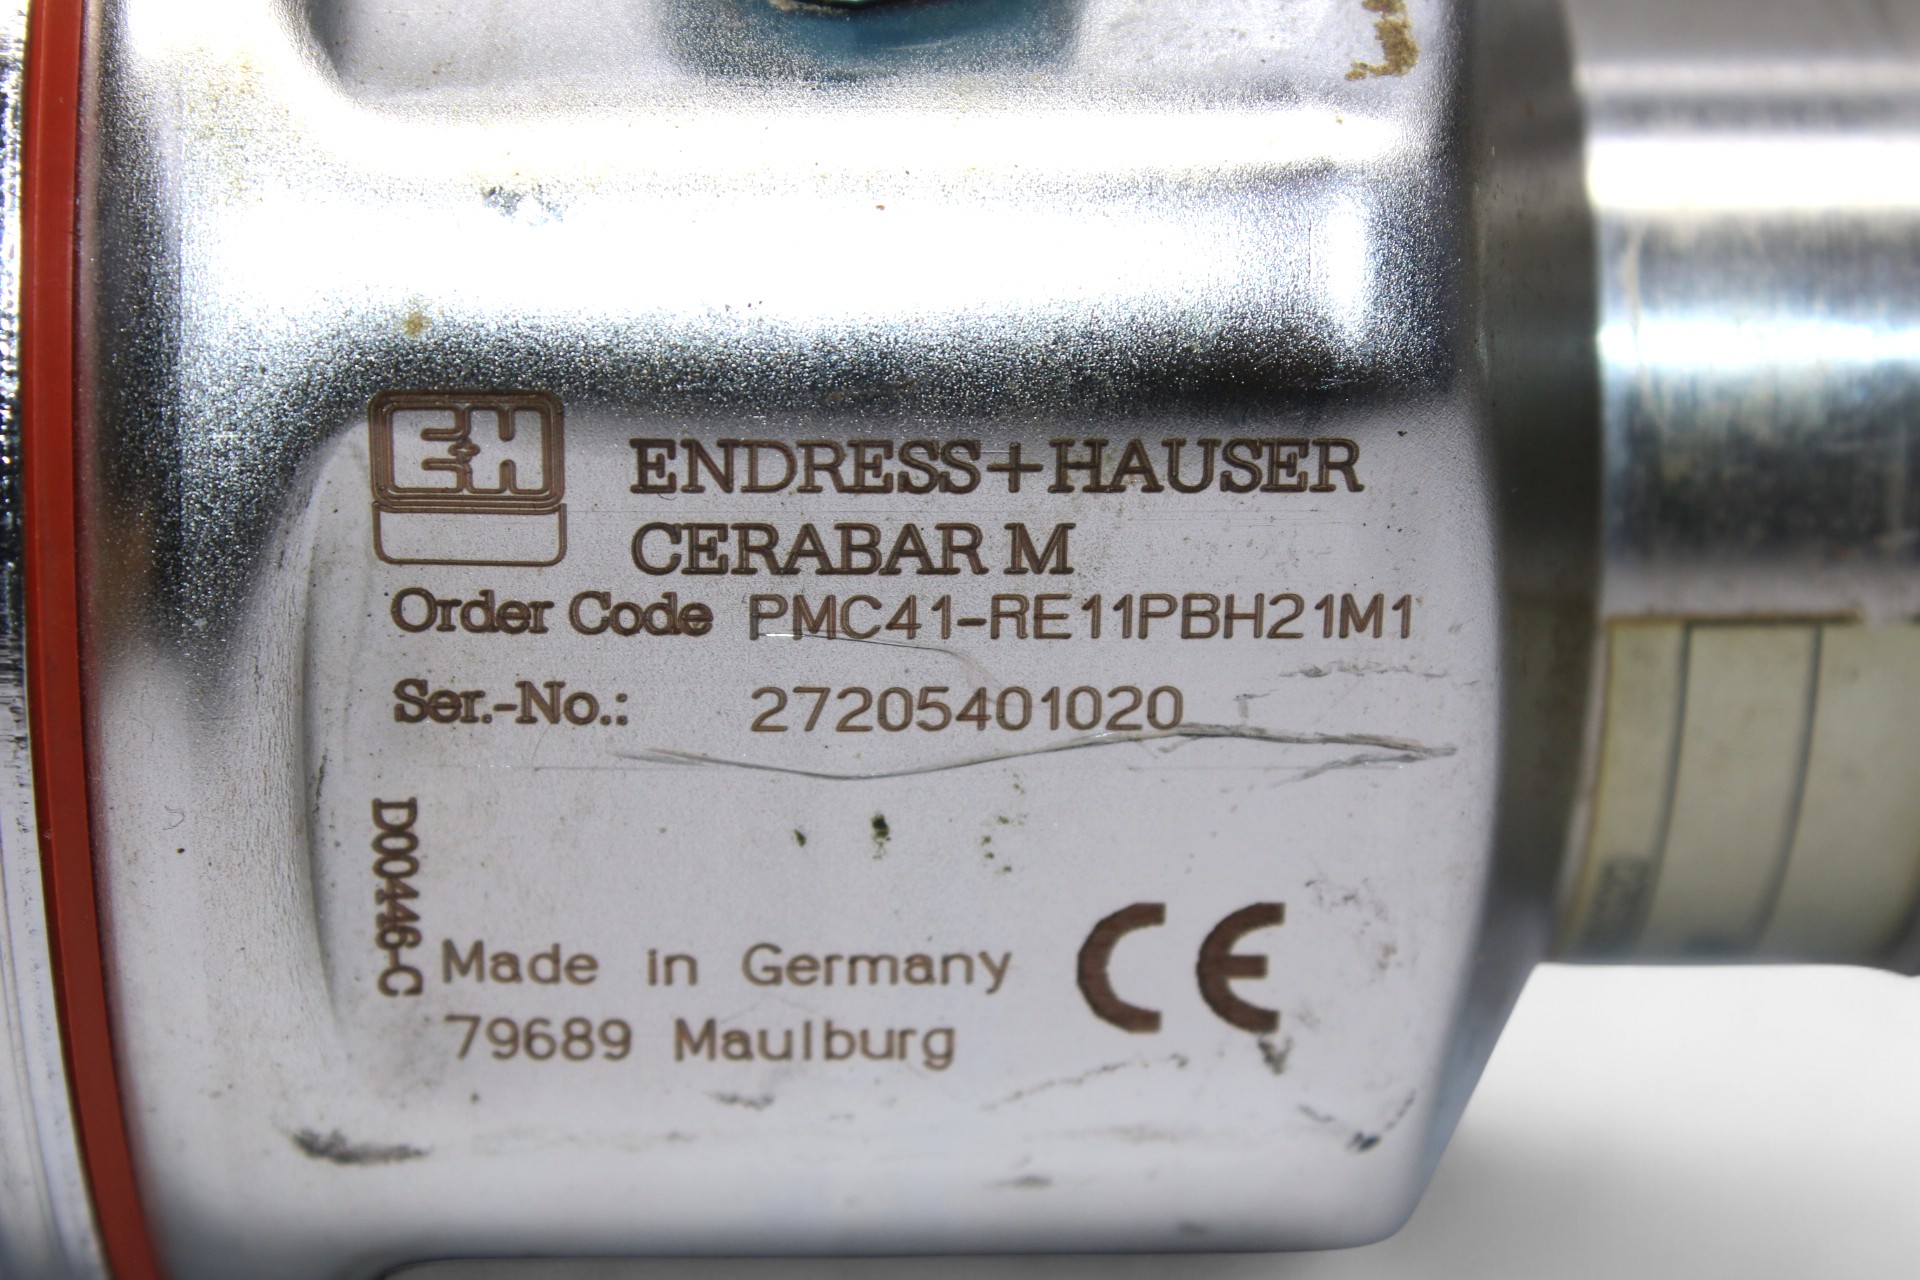 E+H
ENDRESS+HAUSER
CERABAR M
Order Code PMC41-RE11PBH21M1
Ser.-No.: 27205401020
D00446-C
Made in Germany
79689 Maulburg
CE